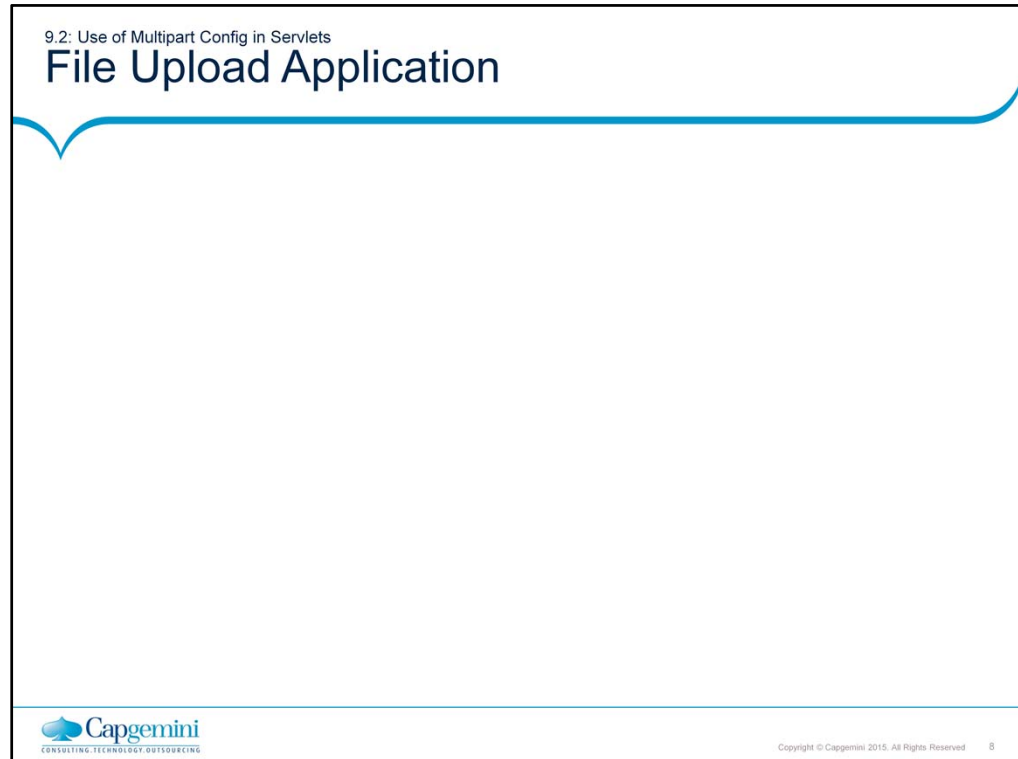 9.2: Use of Multipart Config in Servlets
File Upload Application
Capgemini
CONSULTING.TECHNOLOGY.OUTSOURCING
Copyright © Capgemini 2015. All Rights Reserved 8